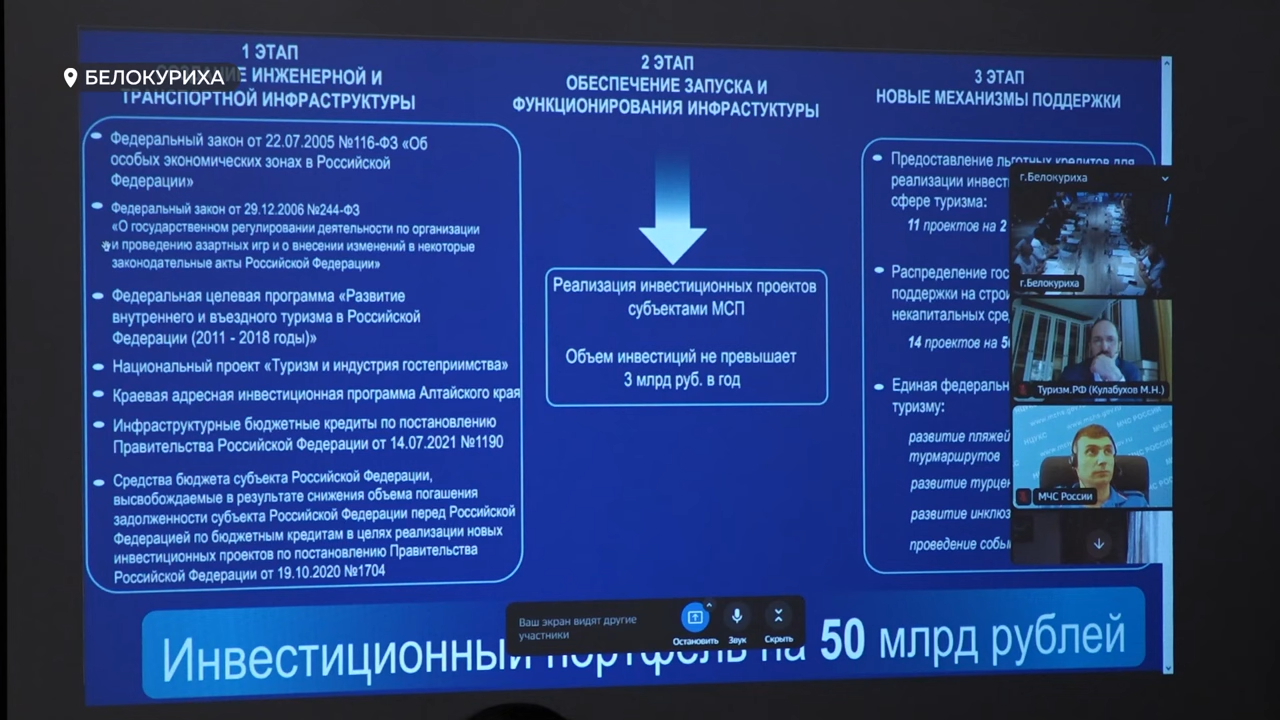 БЕЛОКУРИХА
1 ЭТАП
ИНЖЕНЕРНОЙ И
ТРАНСПОРТНОЙ ИНФРАСТРУКТУРЫ
Федеральный закон от 22.07.2005 №116-ФЗ «Об
особых экономических зонах в Российской
Федерации»
Федеральный закон от 29.12.2006 №244-ФЗ
«О государственном регулировании деятельности по организации
и проведению азартных игр и о внесении изменений в некоторые
законодательные акты Российской Федерации»
Федеральная целевая программа «Развитие
внутреннего и въездного туризма в Российской
Федерации (2011 - 2018 годы)»
Национальный проект «Туризм и индустрия гостеприимства»
Краевая адресная инвестиционная программа Алтайского края
Инфраструктурные бюджетные кредиты по постановлению
Правительства Российской Федерации от 14.07.2021 №1190
Средства бюджета субъекта Российской Федерации,
высвобождаемые в результате снижения объема погашения
задолженности субъекта Российской Федерации перед Российской
Федерацией по бюджетным кредитам в целях реализации новых
инвестиционных проектов по постановлению Правительства
Российской Федерации от 19.10.2020 №1704
2 ЭТАП
ОБЕСПЕЧЕНИЕ ЗАПУСКА И
ФУНКЦИОНИРОВАНИЯ ИНФРАСТУКТУРЫ
Реализация инвестиционных проектов
субъектами МСП
Объем инвестиций не превышает
3 млрд руб. в год
3 ЭТАП
НОВЫЕ МЕХАНИЗМЫ ПОДДЕРЖКИ
Предоставление льготных кредитов для
реализации инвест
сфере туризма:
11 проектов на 2
Распределение гос
поддержки на стро
некапитальных сре
14 проектов на 5
Единая федеральн
туризму:
развитие пляжей
турмаршрутов
развитие турцен
развитие инклюз
проведение собы
г.Белокуриха
г.Белокуриха
Туризм.РФ (Кулабухов М.Н.)
МЧС РОССИИ
МЧС России
Ваш экран видят другие
участники
Остановить
Звук
Скрыть
Инвестиционный портфель на 50 млрд рублей